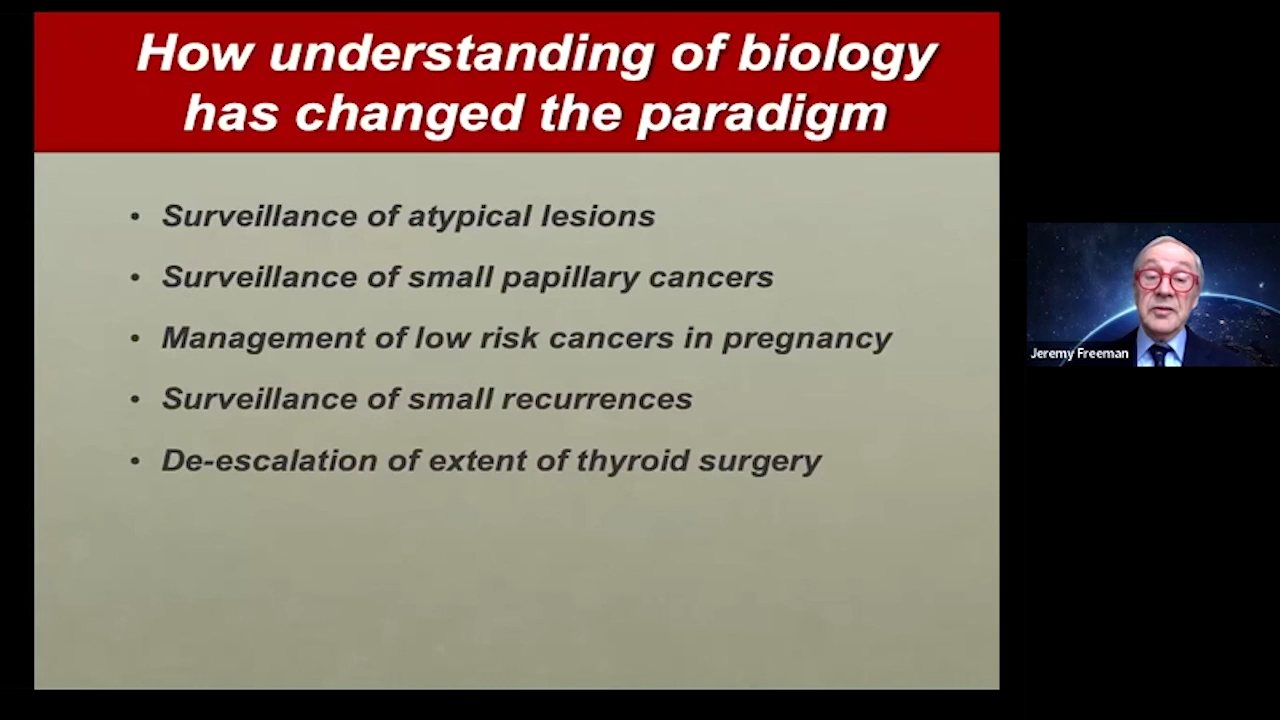 How understanding of biology
has changed the paradigm
• Surveillance of atypical lesions
• Surveillance of small papillary cancers
• Management of low risk cancers in pregnancy
• Surveillance of small recurrences
• De-escalation of extent of thyroid surgery
Jeremy Freeman